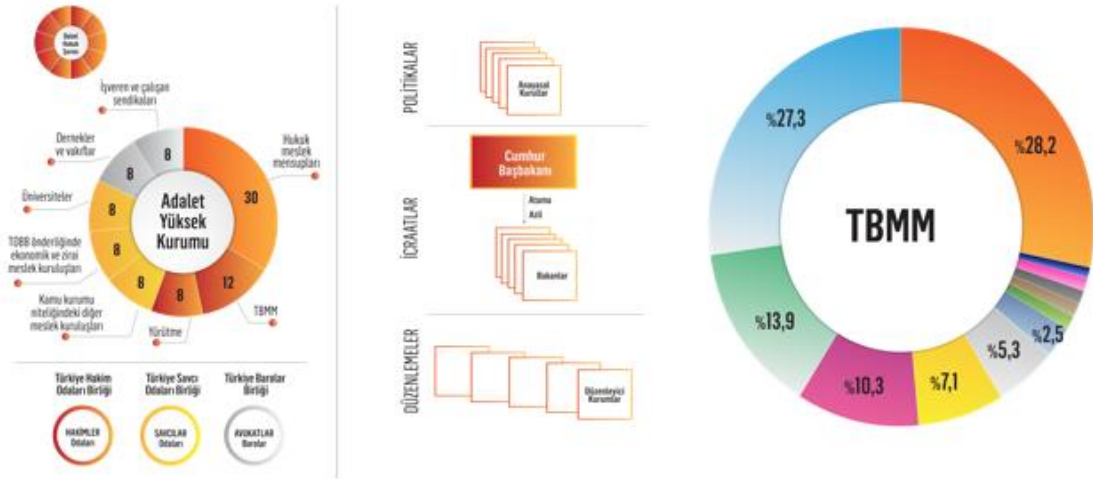 Adalet
Hukuk
Şurası
İşveren ve çalışan
sendikaları
Dernekler
ve vakıflar
Üniversiteler
TOBB önderliğinde
ekonomik ve zirai
meslek kuruluşları
Kamu kurumu
niteliğindeki diğer
meslek kuruluşları
Yürütme
TBMM
Hukuk
meslek
mensupları
8
8
8
8
8
8
12
30
Adalet
Yüksek
Kurumu
Türkiye Hakim
Odaları Birliği
HAKİMLER
Odaları
Türkiye Savcı
Odaları Birliği
SAVCILAR
Odaları
Türkiye Barolar
Birliği
AVUKATLAR
Barolar
POLİTİKALAR
Anayasal
Kurullar
İCRAATLAR
Cumhur
Başbakanı
Atama
Azil
Bakanlar
DÜZENLEMELER
Düzenleyici
Kurumlar
TBMM
%28,2
%27,3
%13,9
%10,3
%7,1
%5,3
%2,5